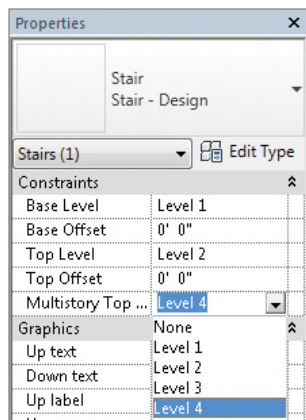 Properties
Stair
Stair - Design
Stairs (1)
Edit Type
Constraints
Base Level Level 1
Base Offset 0' 0"
Top Level Level 2
Top Offset 0' 0"
Multistory Top ... Level 4
Graphics None
Up text Level 1
Down text Level 2
Level 3
Up label Level 4